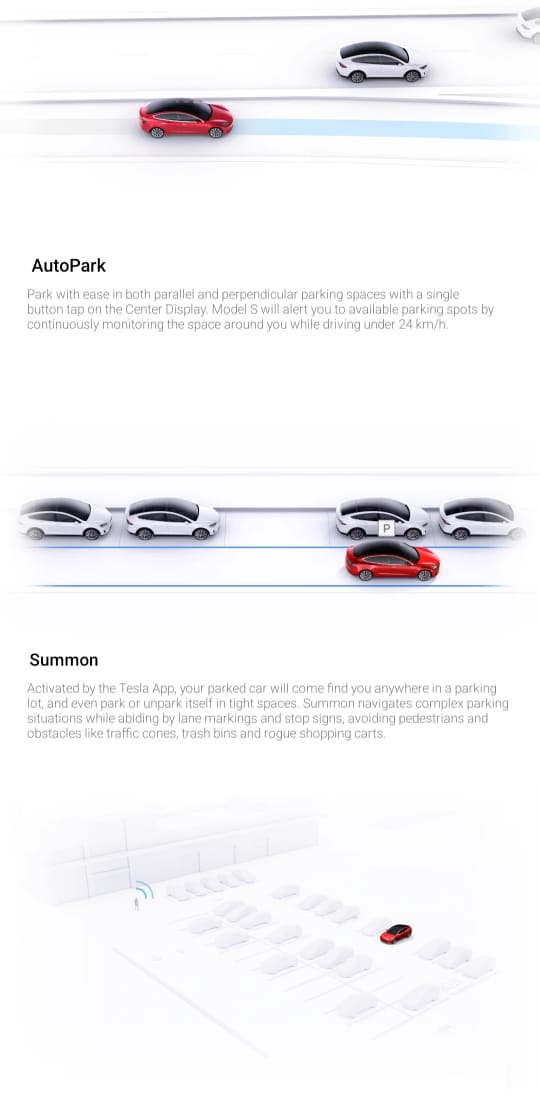 AutoPark
Park with ease in both parallel and perpendicular parking spaces with a single
button tap on the Center Display. Model S will alert you to available parking spots by
continuously monitoring the space around you while driving under 24 km/h.
P
Summon
Activated by the Tesla App, your parked car will come find you anywhere in a parking
lot, and even park or unpark itself in tight spaces. Summon navigates complex parking
situations while abiding by lane markings and stop signs, avoiding pedestrians and
obstacles like traffic cones, trash bins and rogue shopping carts.